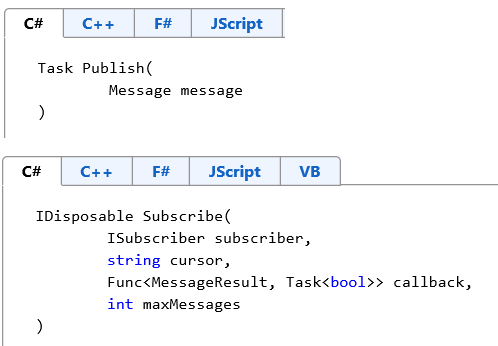 C# C++ F# JScript
Task Publish(
Message message
)
C# C++ F# JScript VB
IDisposable Subscribe(
ISubscriber subscriber,
string cursor,
Func<MessageResult, Task<bool>> callback,
int maxMessages
)